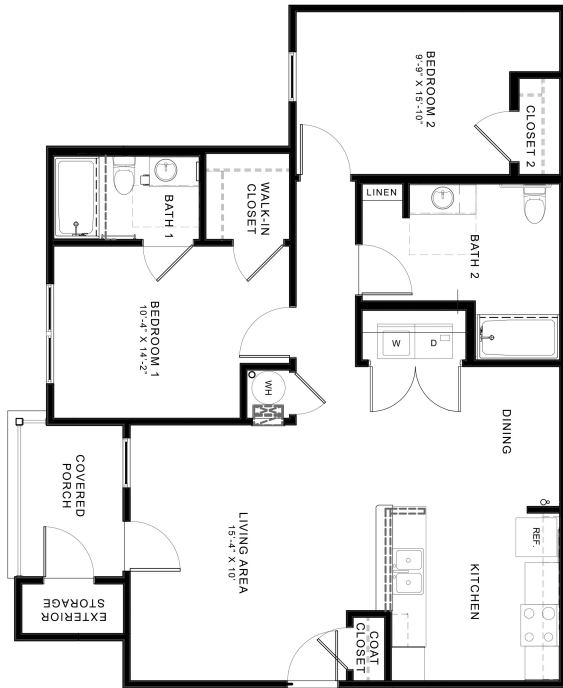 BEDROOM 2
9'-9" X 15'-10"
CLOSET 2
BATH 1
WALK-IN
CLOSET
LINEN
BATH 2
BEDROOM 1
10'-4" X 14'-2"
W
D
WH
DINING
COVERED
PORCH
LIVING AREA
15'-4" X 10'
REF.
KITCHEN
EXTERIOR
STORAGE
COAT
CLOSET